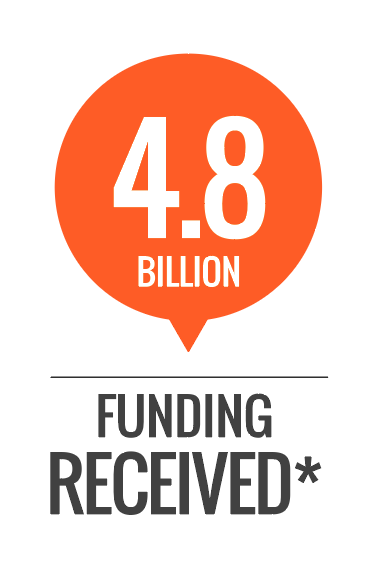 4.8
BILLION
FUNDING
RECEIVED*